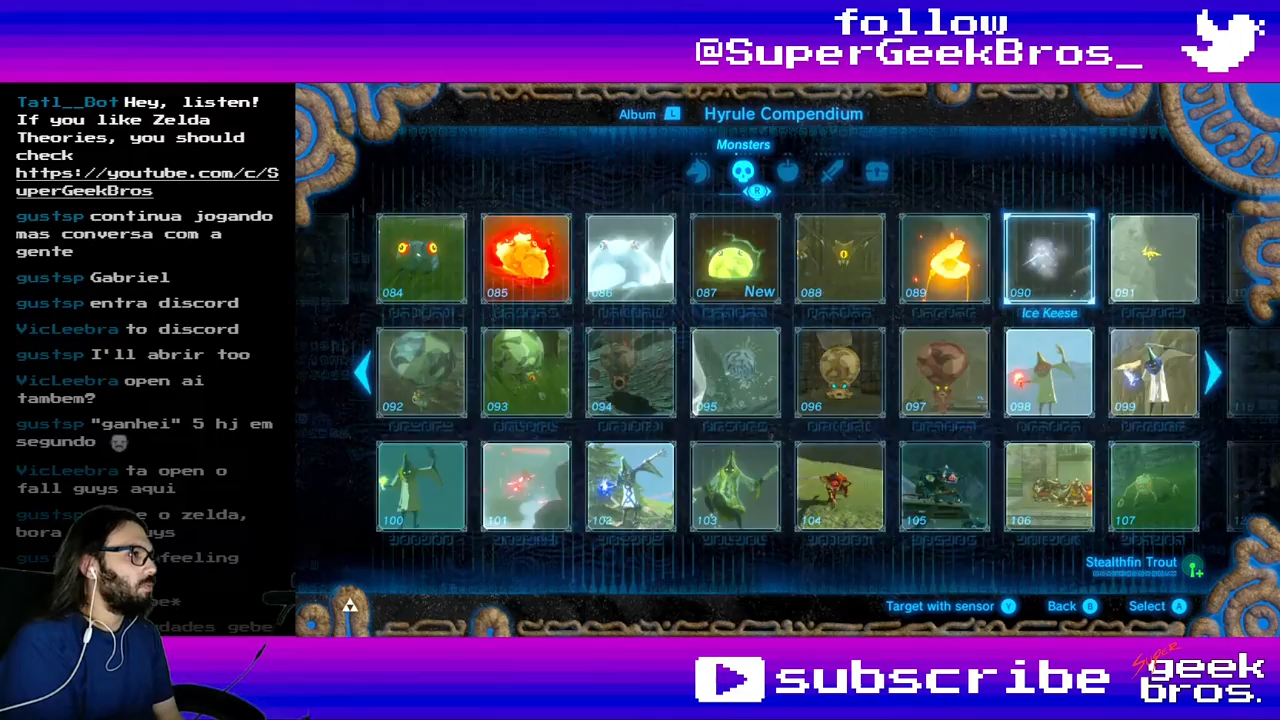 follow
@SuperGeekBros_
Tatl__Bot Hey, listen!
If you like Zelda
Theories, you should
check
https://youtube.com/c/S
uperGeekBros
gustsp continua jogando
mas conversa com a
gente
gustsp Gabriel
gustsp entra discord
VicLeebra to discord
gustsp I'll abrir too
VicLeebra open ai
tambem?
gustsp "ganhei" 5 hj em
segundo
VicLeebra ta open o
fall guys aqui
e o zelda,
bora
feeling
Album L Hyrule Compendium
Monsters
R
084 085 086 087 New 088 089 090 091
Ice Keese
092 093 094 095 096 097 098 099
100 101 102 103 104 105 106 107
Stealthfin Trout
Target with sensor Y Back B Select A
subscribe
SUPER
geek
bros.